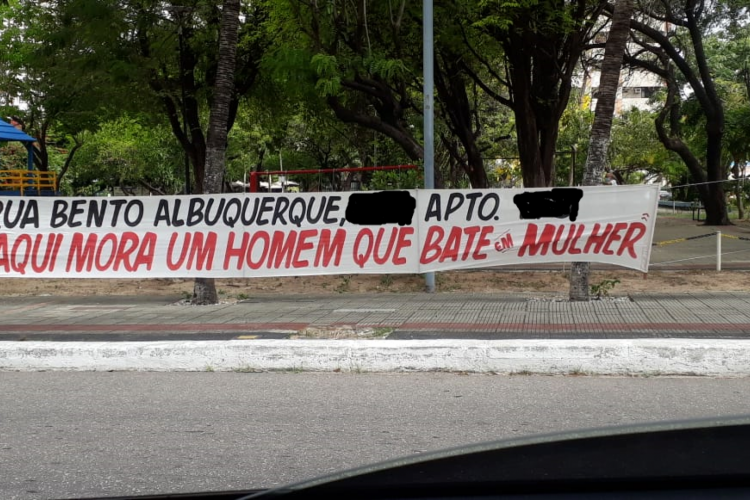 RUA BENTO ALBUQUERQUE, APTO.
AQUI MORA UM HOMEM QUE BATE EM MULHER"